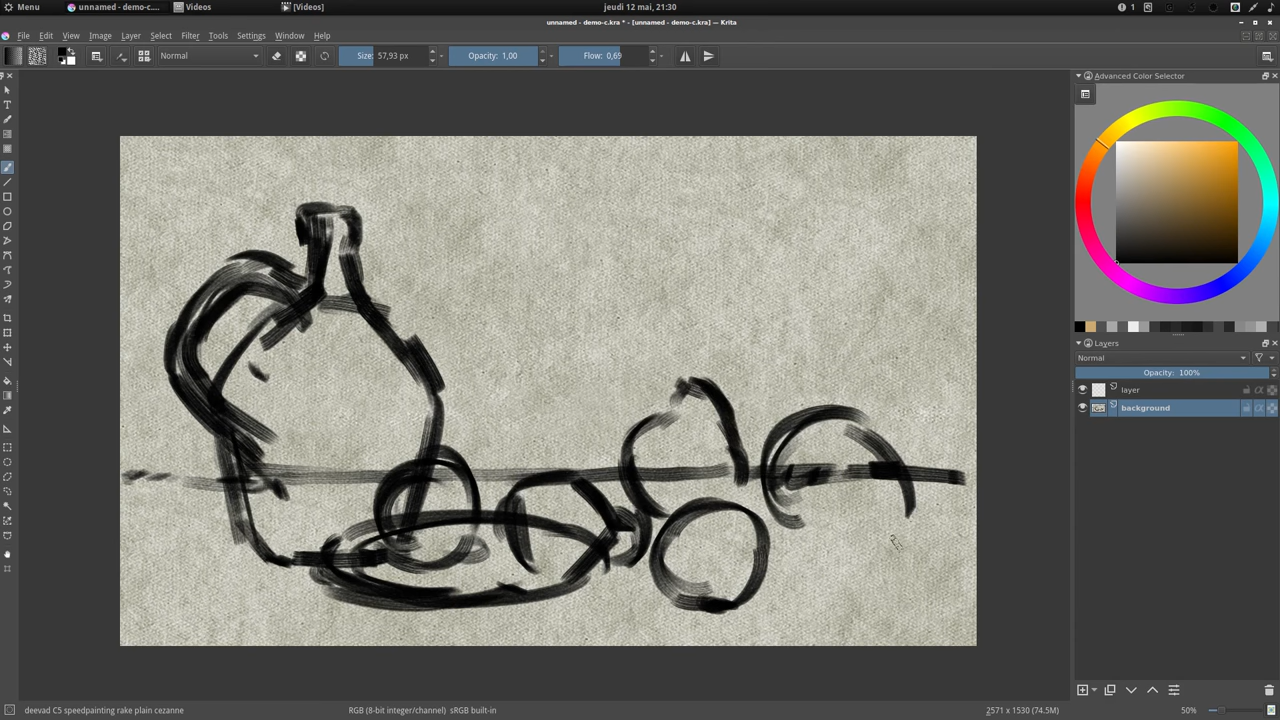 Menu
unnamed - demo-c....
Videos
[Videos]
jeudi 12 mai, 21:30
1
unnamed - demo-c.kra * - [unnamed - demo-c.kra] — Krita
File Edit View Image Layer Select Filter Tools Settings Window Help
Normal
Size: 57,93 px
Opacity: 1,00
Flow: 0,69
Advanced Color Selector
Layers
Normal
Opacity: 100%
layer
background
deevad C5 speedpainting rake plain cezanne
RGB (8-bit integer/channel) sRGB built-in
2571 x 1530 (74.5M)
50%